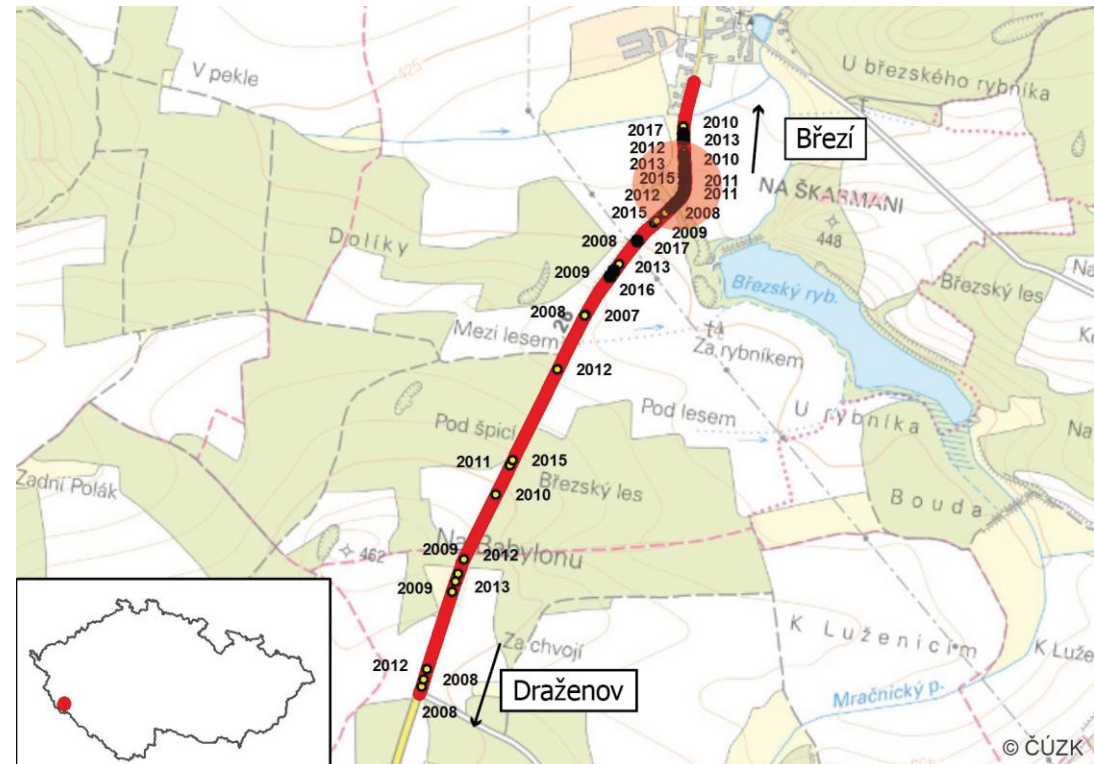 V pekle
425
U březského rybníka
2017
2010
2013
Březí
2012
2010
2013
2015
2011
2012
2011
NA ŠKARMANI
2015
2008
2009
448
Dolíky
2008
2017
2009
2013
Březský ryb.
Březský les
2016
2008
2007
26
Mezi lesem
Za rybníkem
2012
Pod lesem
U rybníka
Pod špicí
2011
2015
Zadní Polák
Březský les
2010
Bouda
Na Babylonu
462
2009
2012
2009
2013
K Luženicím
K Luže
Za chvojí
2012
2008
Draženov
2008
Mračnický p.
© ČÚZK